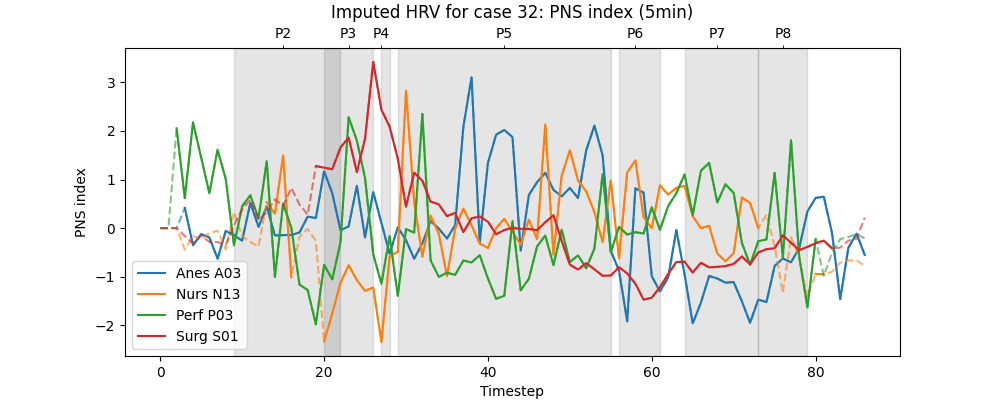 Imputed HRV for case 32: PNS index (5min)
P2 P3 P4 P5 P6 P7 P8
PNS index
3
2
1
0
−1
−2
Anes A03
Nurs N13
Perf P03
Surg S01
0 20 40 60 80
Timestep